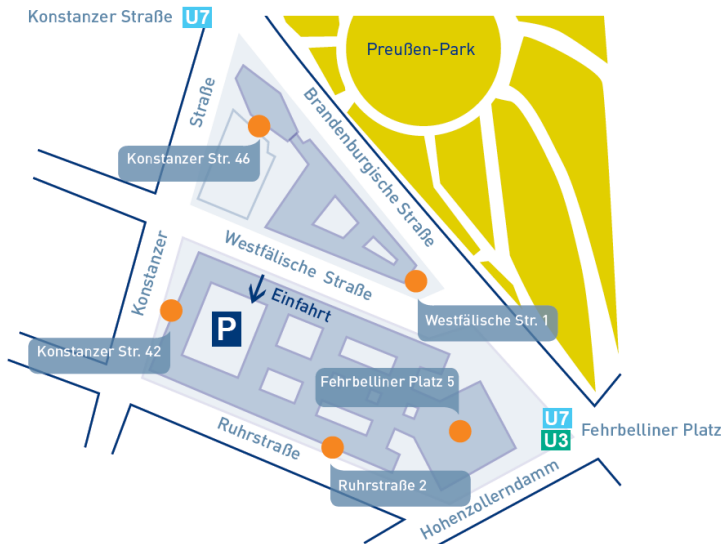 Konstanzer Straße U7
Preußen-Park
Straße
Brandenburgische Straße
Konstanzer Str. 46
Konstanzer
Westfälische Straße
Einfahrt
P
Westfälische Str. 1
Konstanzer Str. 42
Fehrbelliner Platz 5
U7
U3
Fehrbelliner Platz
Ruhrstraße
Ruhrstraße 2
Hohenzollerndamm